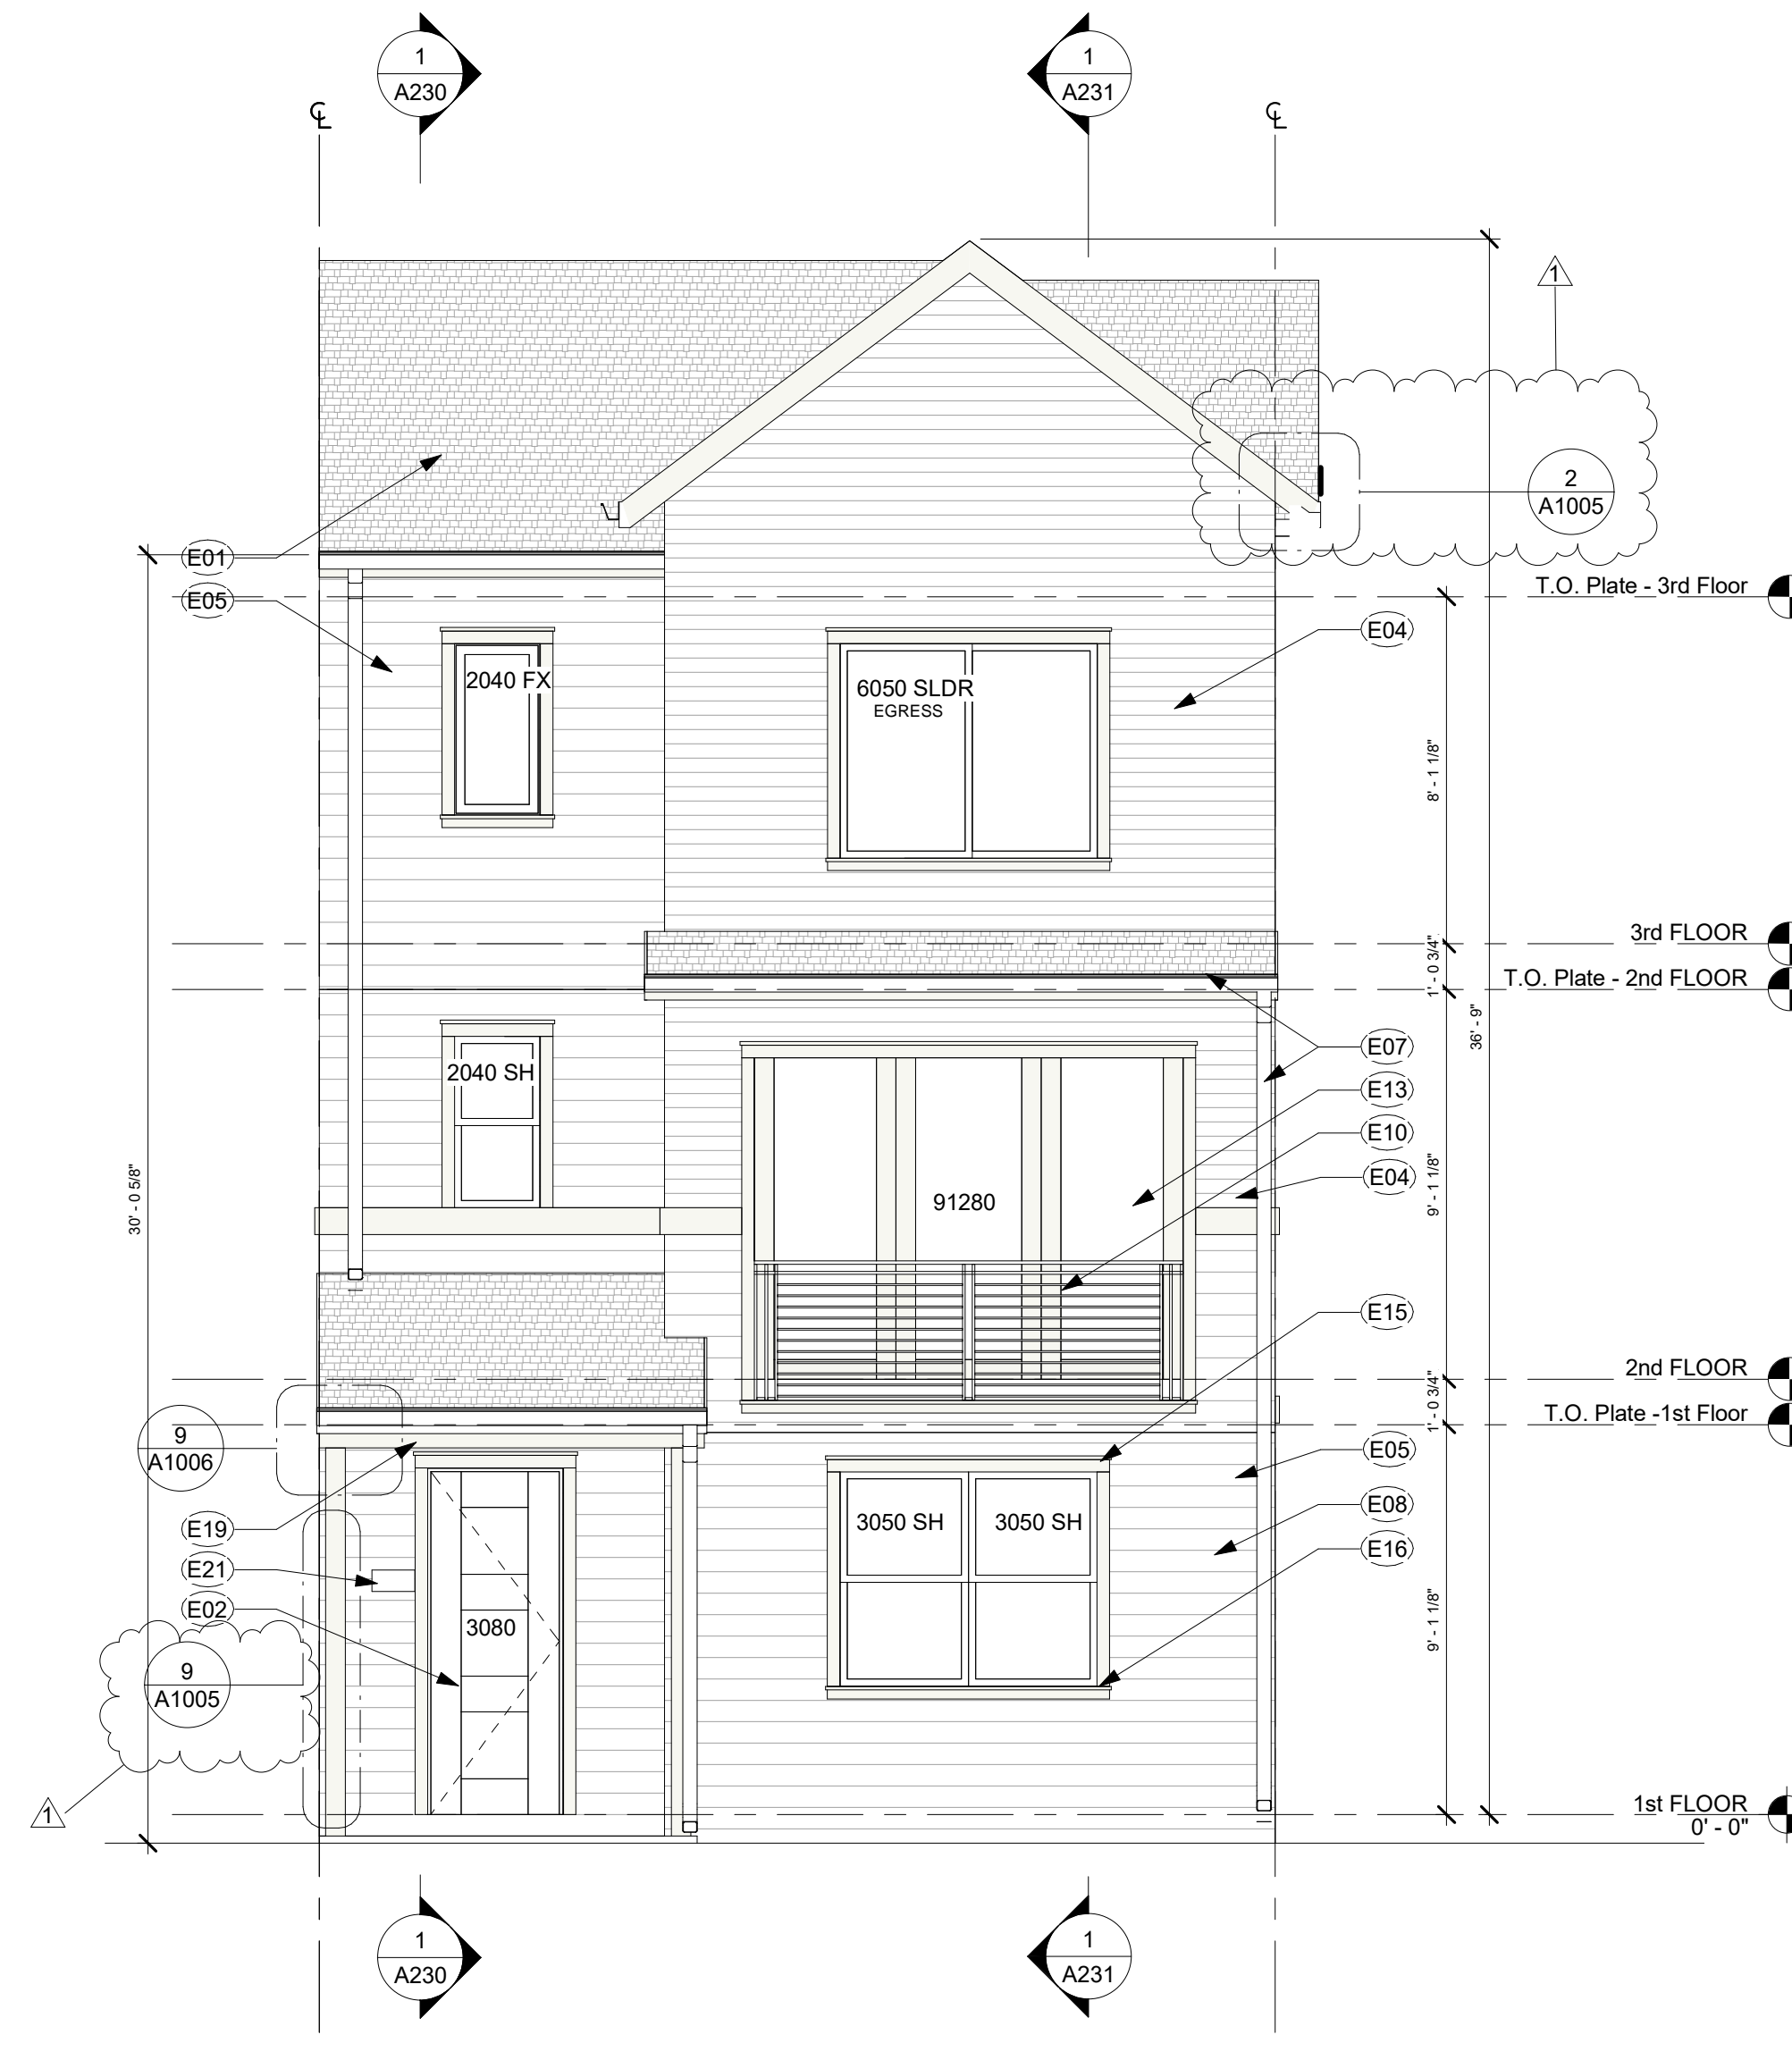 1
A230
1
A231
℄
℄
1
2
A1005
E01
E05
T.O. Plate - 3rd Floor
E04
2040 FX
6050 SLDR
EGRESS
8' - 1 1/8"
3rd FLOOR
1' - 0 3/4"
T.O. Plate - 2nd FLOOR
36' - 9"
E07
2040 SH
E13
E10
E04
9' - 1 1/8"
30' - 0 5/8"
91280
E15
2nd FLOOR
1' - 0 3/4"
T.O. Plate -1st Floor
9
A1006
E05
E08
3050 SH
3050 SH
E19
E16
E21
E02
3080
9' - 1 1/8"
9
A1005
1
1st FLOOR
0' - 0"
1
A230
1
A231